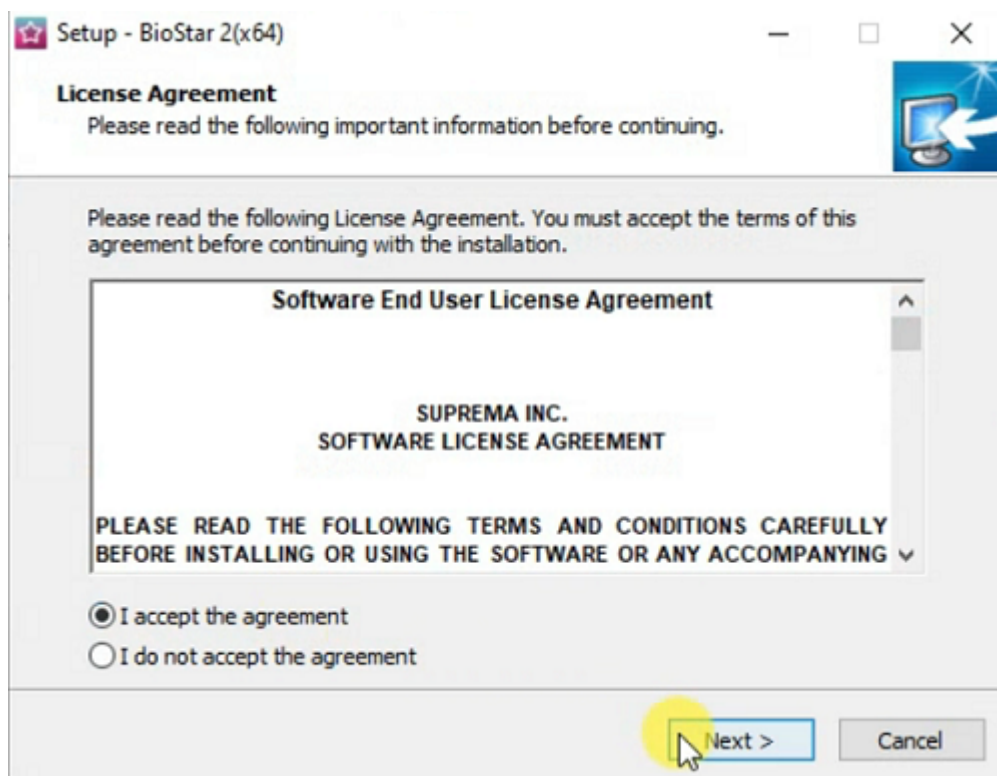 Setup - BioStar 2(x64)
License Agreement
Please read the following important information before continuing.
Please read the following License Agreement. You must accept the terms of this
agreement before continuing with the installation.
Software End User License Agreement
SUPREMA INC.
SOFTWARE LICENSE AGREEMENT
PLEASE READ THE FOLLOWING TERMS AND CONDITIONS CAREFULLY
BEFORE INSTALLING OR USING THE SOFTWARE OR ANY ACCOMPANYING
I accept the agreement
I do not accept the agreement
Next >
Cancel